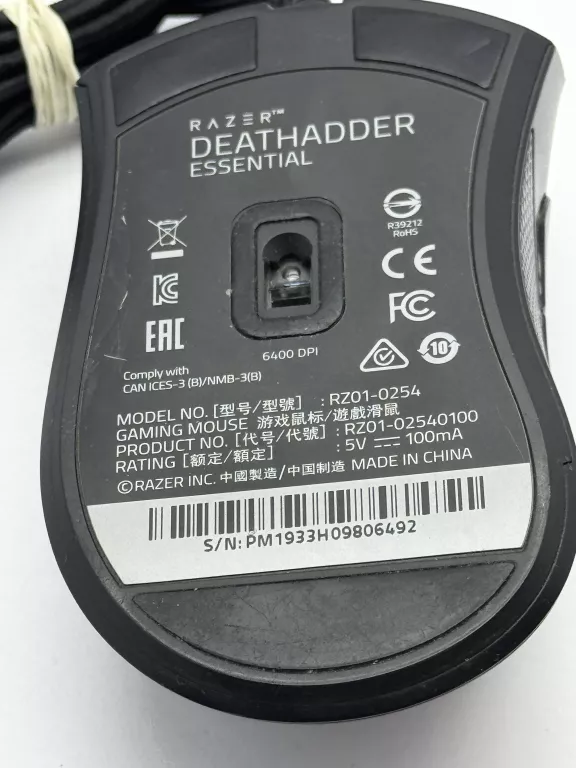 RAZER™
DEATHADDER
ESSENTIAL
R39212
RoHS
CE
FC
EAC
10
6400 DPI
Comply with
CAN ICES-3 (B)/NMB-3(B)
MODEL NO. [型号/型號] : RZ01-0254
GAMING MOUSE 游戏鼠标/遊戲滑鼠
PRODUCT NO. [代号/代號] : RZ01-02540100
RATING [额定/額定] : 5V ⎓ 100mA
©RAZER INC. 中國製造/中国制造 MADE IN CHINA
S/N: PM1933H09806492